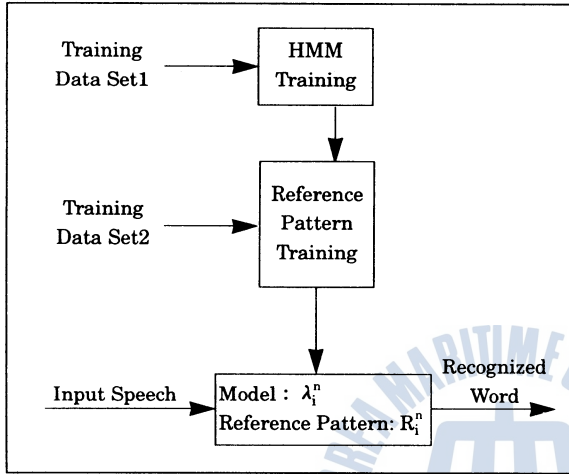 Training
Data Set1
HMM
Training
Training
Data Set2
Reference
Pattern
Training
Input Speech
Model : λᵢⁿ
Reference Pattern: Rᵢⁿ
Recognized
Word